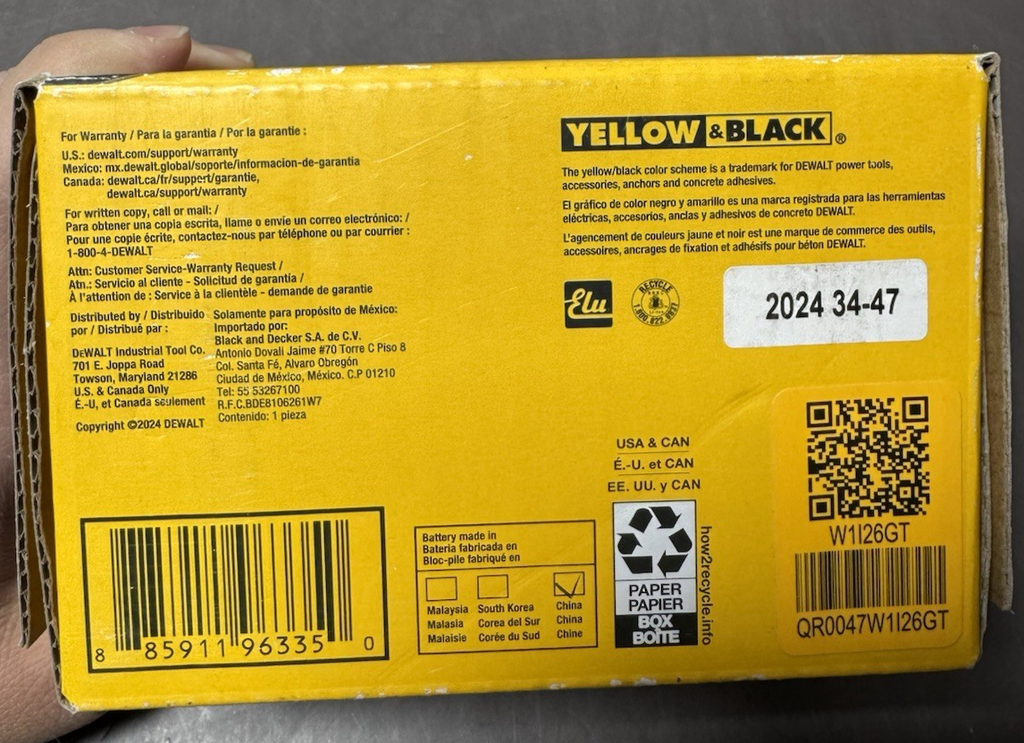 For Warranty / Para la garantía / Por la garantie :
U.S.: dewalt.com/support/warranty
Mexico: mx.dewalt.global/soporte/informacion-de-garantia
Canada: dewalt.ca/fr/support/garantie,
dewalt.ca/support/warranty
For written copy, call or mail: /
Para obtener una copia escrita, llame o envíe un correo electrónico: /
Pour une copie écrite, contactez-nous par téléphone ou par courrier :
1-800-4-DEWALT
Attn: Customer Service-Warranty Request /
Atn.: Servicio al cliente - Solicitud de garantía /
À l'attention de : Service à la clientèle - demande de garantie
Distributed by / Distribuido
por / Distribué par :
DEWALT Industrial Tool Co.
701 E. Joppa Road
Towson, Maryland 21286
U.S. & Canada Only
É.-U, et Canada seulement
Copyright ©2024 DEWALT
Solamente para propósito de México:
Importado por:
Black and Decker S.A. de C.V.
Antonio Dovali Jaime #70 Torre C Piso 8
Col. Santa Fé, Alvaro Obregón
Ciudad de México, México. C.P 01210
Tel: 55 53267100
R.F.C.BDE8106261W7
Contenido: 1 pieza
YELLOW & BLACK®
The yellow/black color scheme is a trademark for DEWALT power tools,
accessories, anchors and concrete adhesives.
El gráfico de color negro y amarillo es una marca registrada para las herramientas
eléctricas, accesorios, anclas y adhesivos de concreto DEWALT.
L'agencement de couleurs jaune et noir est une marque de commerce des outils,
accessoires, ancrages de fixation et adhésifs pour béton DEWALT.
Elu
RECYCLE
1.800.822.8837
2024 34-47
USA & CAN
É.-U. et CAN
EE. UU. y CAN
PAPER
PAPIER
BOX
BOÎTE
how2recycle.info
W1I26GT
QR0047W1I26GT
8 85911 96335 0
Battery made in
Batería fabricada en
Bloc-pile fabriqué en
Malaysia South Korea China
Malasia Corea del Sur China
Malaisie Corée du Sud Chine